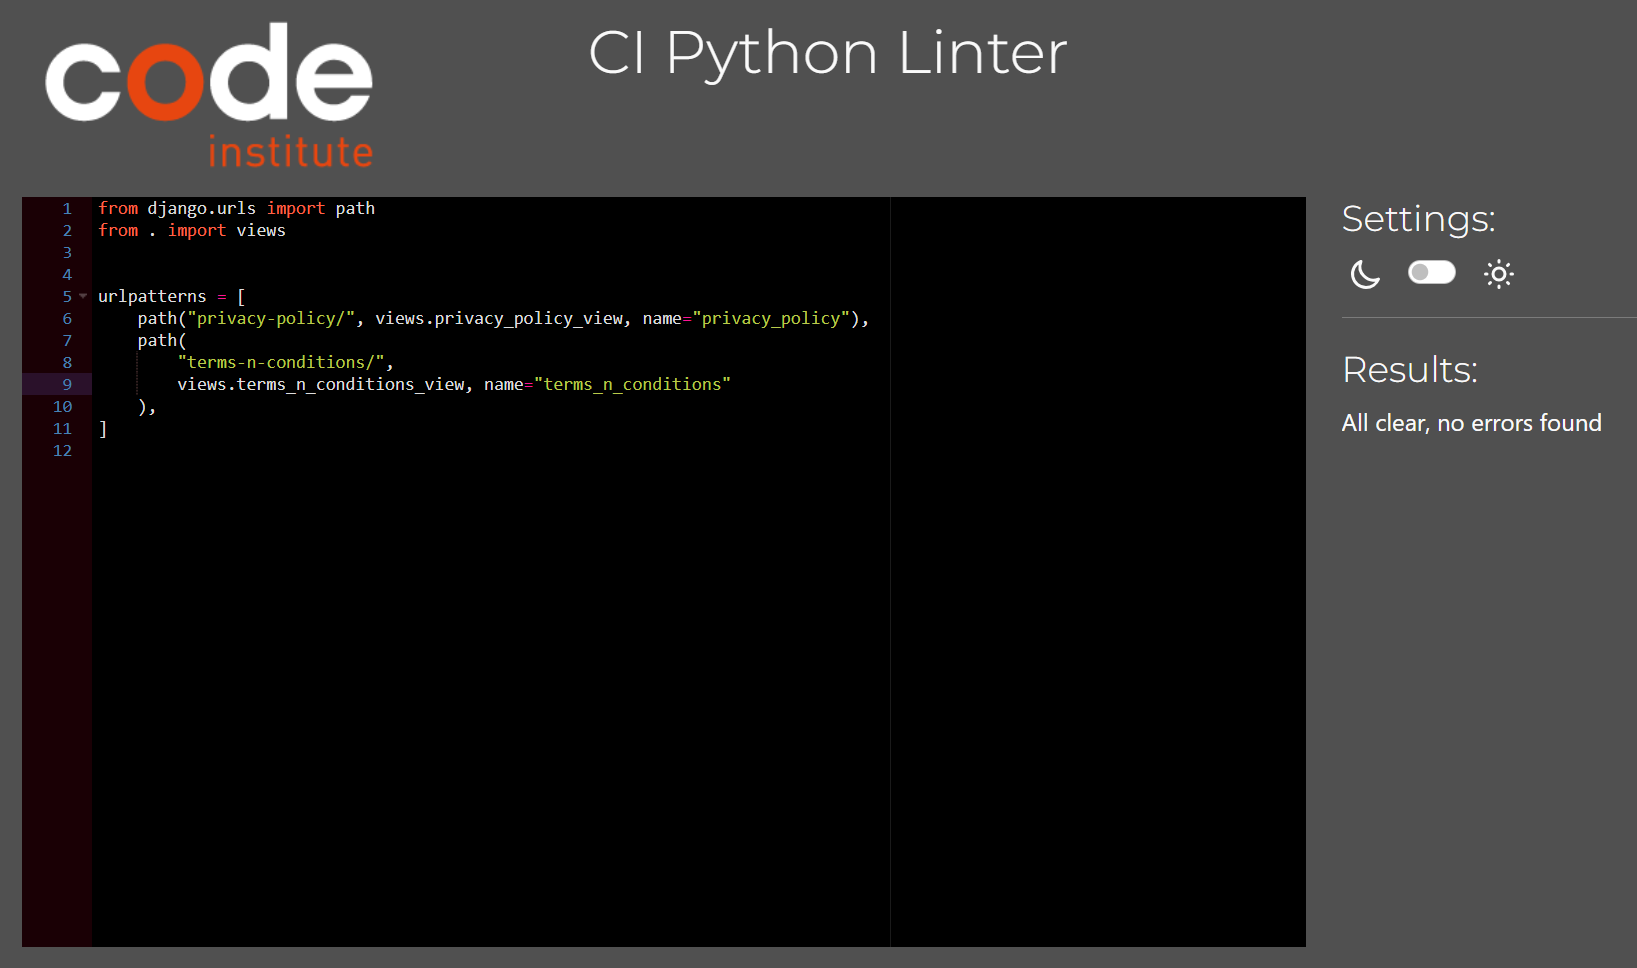 code
institute
CI Python Linter
1 from django.urls import path
2 from . import views
3
4
5 urlpatterns = [
6     path("privacy-policy/", views.privacy_policy_view, name="privacy_policy"),
7     path(
8         "terms-n-conditions/",
9         views.terms_n_conditions_view, name="terms_n_conditions"
10     ),
11 ]
12
Settings:
Results:
All clear, no errors found